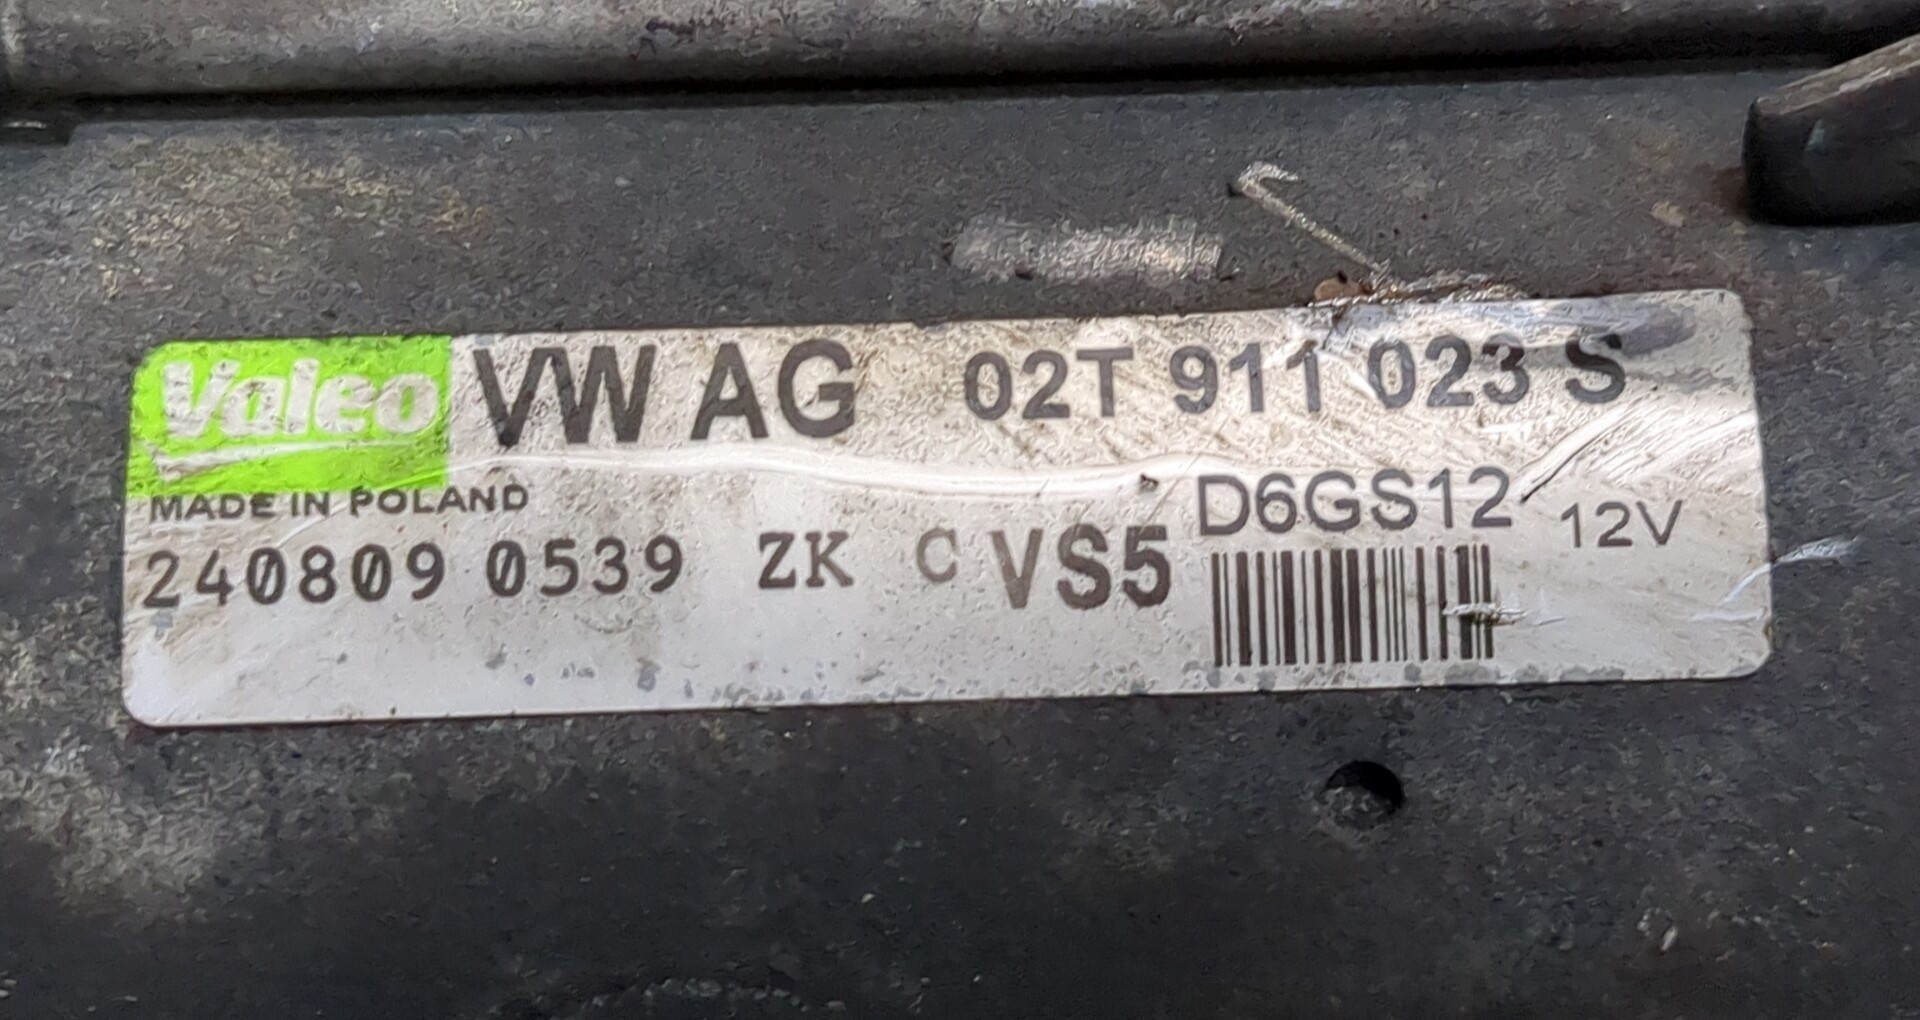 Valeo VW AG 02T 911 023 S
MADE IN POLAND D6GS12 12V
240809 0539 ZK C VS5